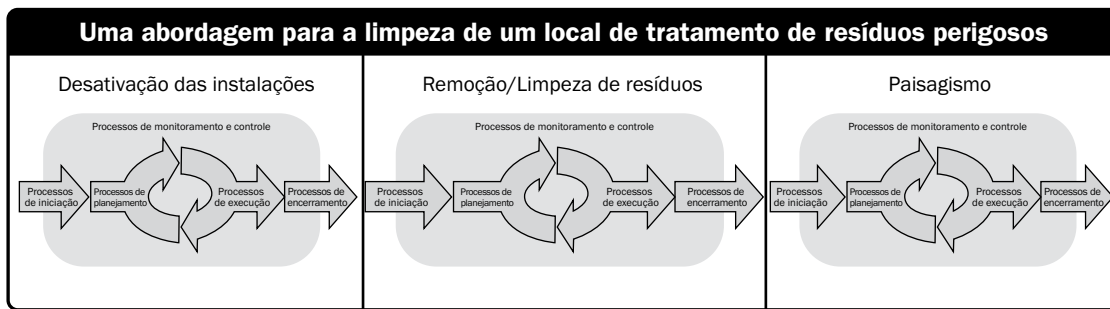 Uma abordagem para a limpeza de um local de tratamento de resíduos perigosos
Desativação das instalações
Processos de monitoramento e controle
Processos
de iniciação
Processos de
planejamento
Processos
de execução
Processos de
encerramento
Remoção/Limpeza de resíduos
Processos de monitoramento e controle
Processos
de iniciação
Processos de
planejamento
Processos
de execução
Processos de
encerramento
Paisagismo
Processos de monitoramento e controle
Processos
de iniciação
Processos de
planejamento
Processos
de execução
Processos de
encerramento